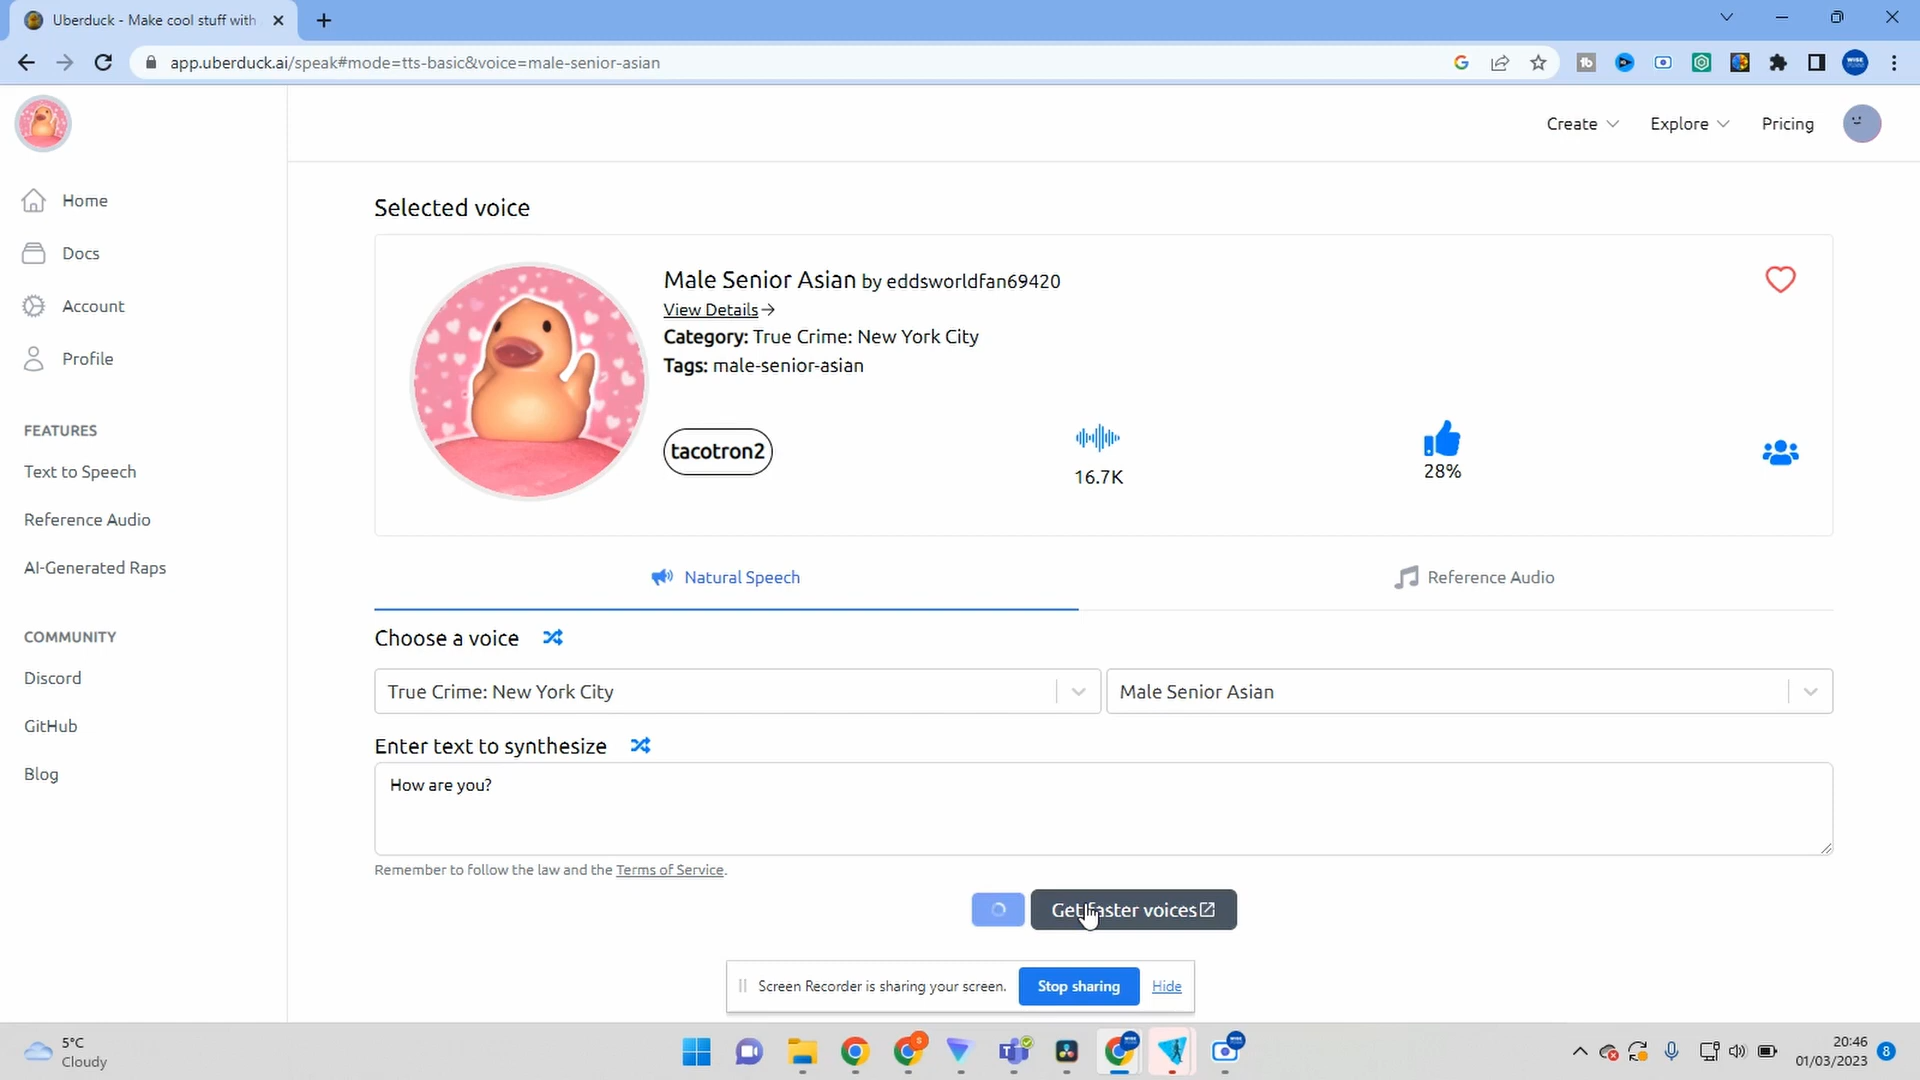 Uberduck - Make cool stuff with
app.uberduck.ai/speak#mode=tts-basic&voice=male-senior-asian
Create
Explore
Pricing
Home
Docs
Account
Profile
FEATURES
Text to Speech
Reference Audio
AI-Generated Raps
COMMUNITY
Discord
GitHub
Blog
Selected voice
Male Senior Asian by eddsworldfan69420
View Details
Category: True Crime: New York City
Tags: male-senior-asian
tacotron2
16.7K
28%
Natural Speech
Reference Audio
Choose a voice
True Crime: New York City
Male Senior Asian
Enter text to synthesize
How are you?
Remember to follow the law and the Terms of Service.
Get faster voices
Screen Recorder is sharing your screen.
Stop sharing
Hide
5°C
Cloudy
20:46
01/03/2023
8